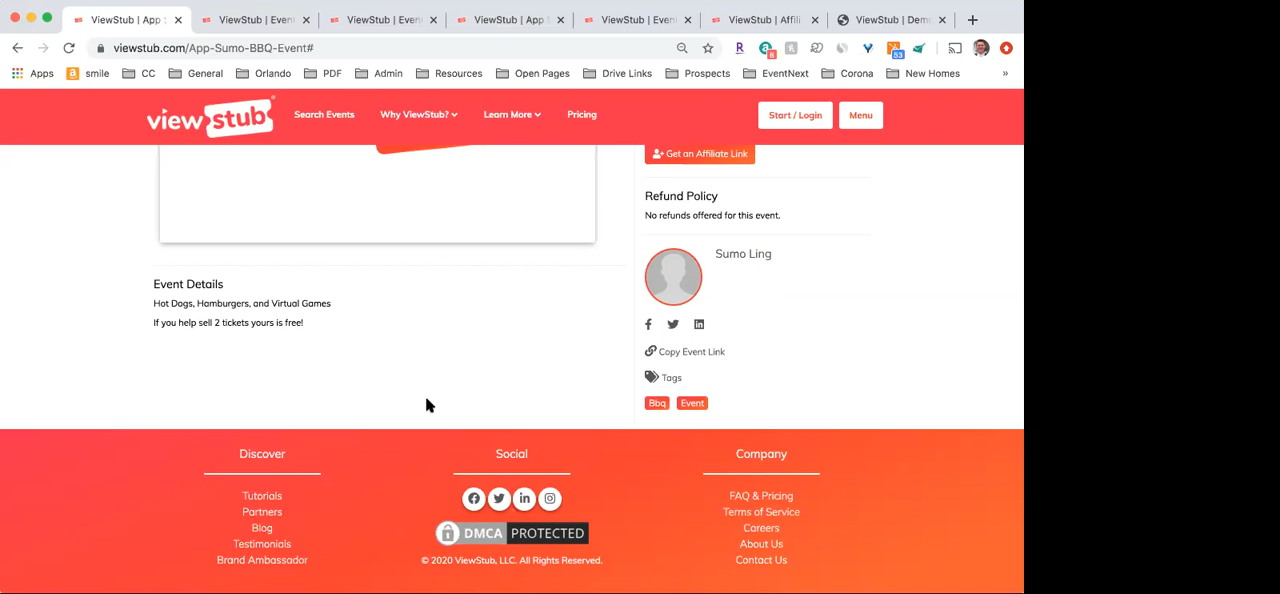 ViewStub | App
ViewStub | Even
ViewStub | Even
ViewStub | App
ViewStub | Even
ViewStub | Affili
ViewStub | Dem
viewstub.com/App-Sumo-BBQ-Event#
R
6
53
Apps
smile
CC
General
Orlando
PDF
Admin
Resources
Open Pages
Drive Links
Prospects
EventNext
Corona
New Homes
»
view stub
Search Events
Why ViewStub?
Learn More
Pricing
Start / Login
Menu
Get an Affiliate Link
Refund Policy
No refunds offered for this event.
Sumo Ling
Event Details
Hot Dogs, Hamburgers, and Virtual Games
If you help sell 2 tickets yours is free!
Copy Event Link
Tags
Bbq
Event
Discover
Tutorials
Partners
Blog
Testimonials
Brand Ambassador
Social
DMCA PROTECTED
© 2020 ViewStub, LLC. All Rights Reserved.
Company
FAQ & Pricing
Terms of Service
Careers
About Us
Contact Us